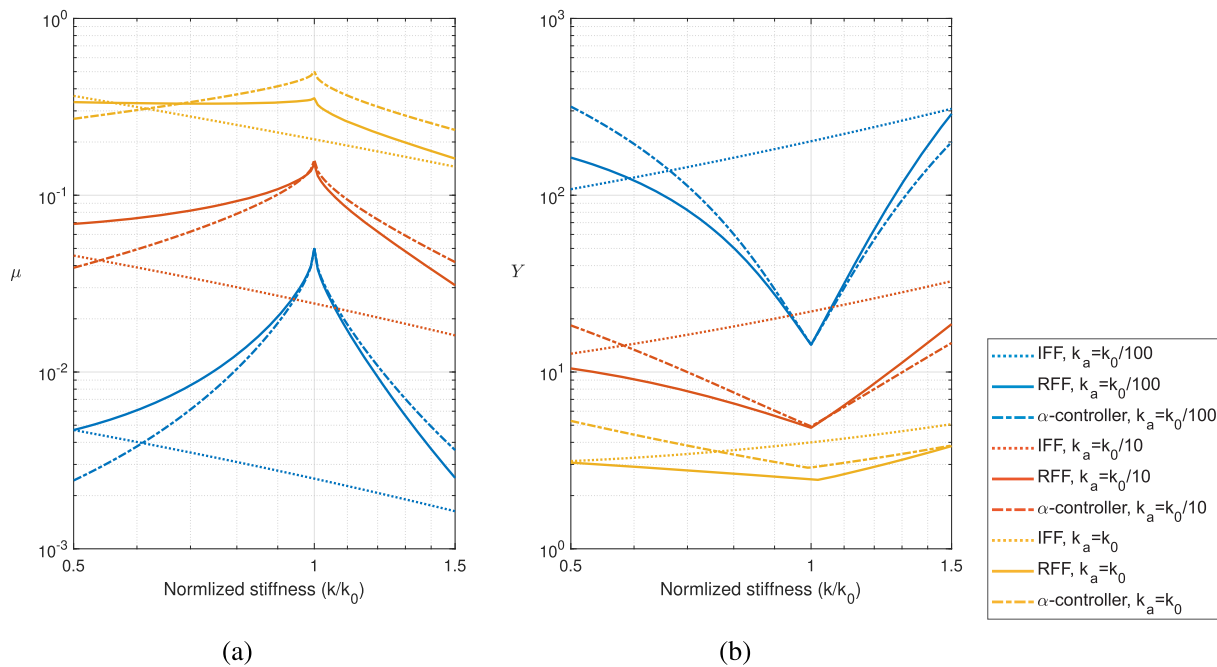 10^0
10^-1
μ
10^-2
10^-3
0.5
1
1.5
Normlized stiffness (k/k_0)
(a)
10^3
10^2
Y
10^1
10^0
0.5
1
1.5
Normlized stiffness (k/k_0)
(b)
IFF, k_a=k_0/100
RFF, k_a=k_0/100
α-controller, k_a=k_0/100
IFF, k_a=k_0/10
RFF, k_a=k_0/10
α-controller, k_a=k_0/10
IFF, k_a=k_0
RFF, k_a=k_0
α-controller, k_a=k_0